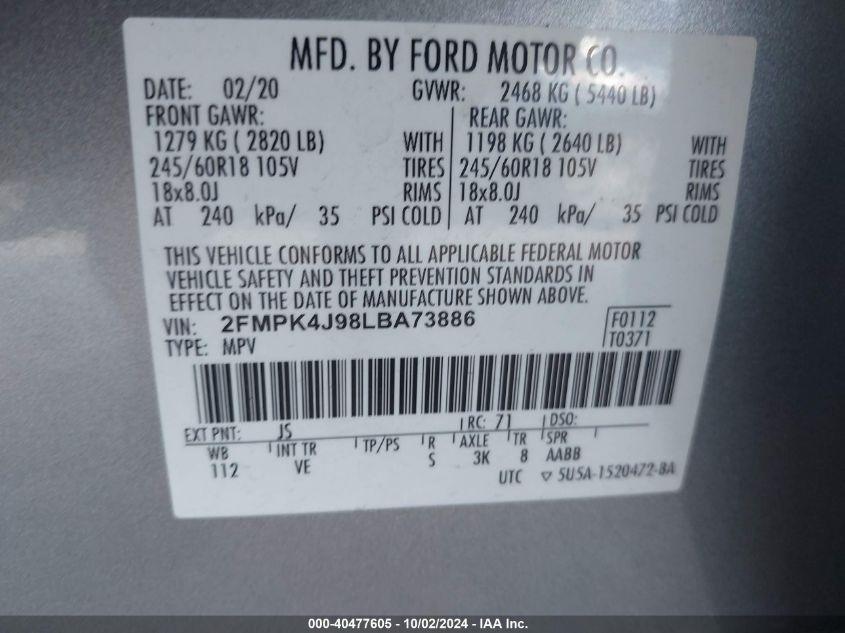 MFD. BY FORD MOTOR CO.
DATE: 02/20 GVWR: 2468 KG ( 5440 LB)
FRONT GAWR: REAR GAWR:
1279 KG ( 2820 LB) WITH 1198 KG ( 2640 LB) WITH
245/60R18 105V TIRES 245/60R18 105V TIRES
18x8.0J RIMS 18x8.0J RIMS
AT 240 kPa/ 35 PSI COLD AT 240 kPa/ 35 PSI COLD
THIS VEHICLE CONFORMS TO ALL APPLICABLE FEDERAL MOTOR
VEHICLE SAFETY AND THEFT PREVENTION STANDARDS IN
EFFECT ON THE DATE OF MANUFACTURE SHOWN ABOVE.
VIN: 2FMPK4J98LBA73886 F0112
TYPE: MPV T0371
EXT PNT: JS RC: 71 DSO:
WB INT TR TP/PS R AXLE TR SPR
112 VE S 3K 8 AABB
UTC ▽ 5U5A-1520472-BA
000-40477605 - 10/02/2024 - IAA Inc.